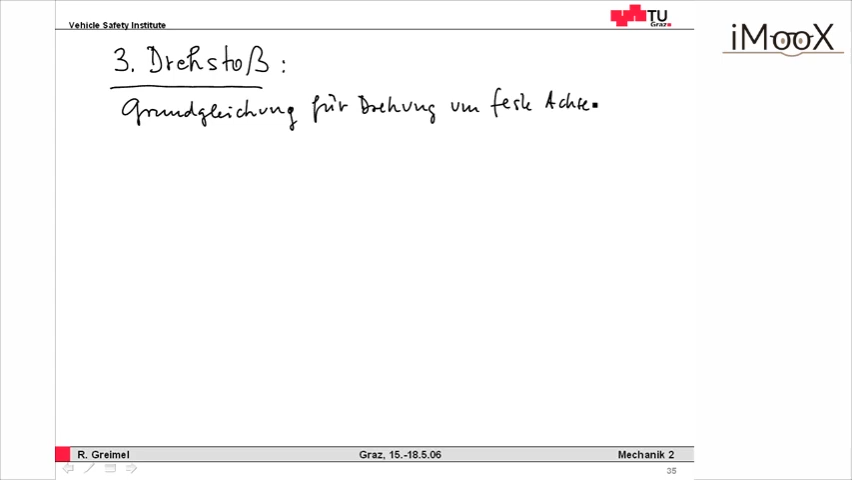 Vehicle Safety Institute
TU
Graz
iMooX
3. Drehstoß:
Grundgleichung für Drehung um feste Achse.
R. Greimel
Graz, 15.-18.5.06
Mechanik 2
35